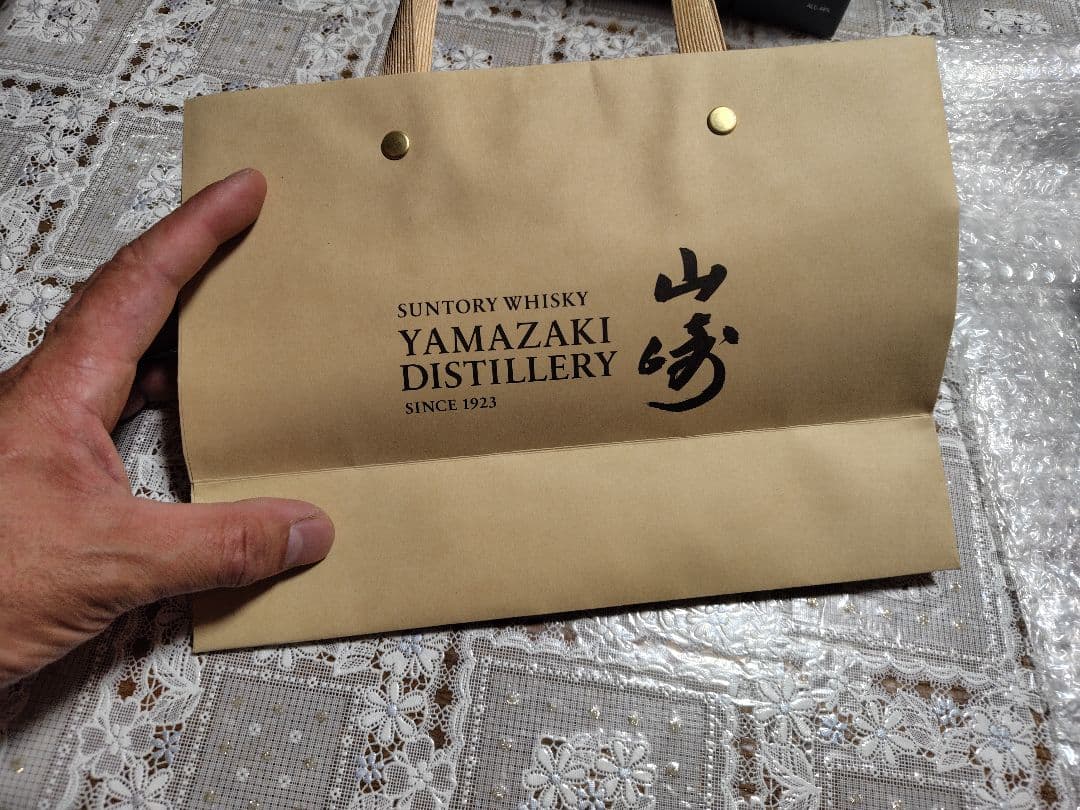 SUNTORY WHISKY
YAMAZAKI
DISTILLERY
SINCE 1923
山崎